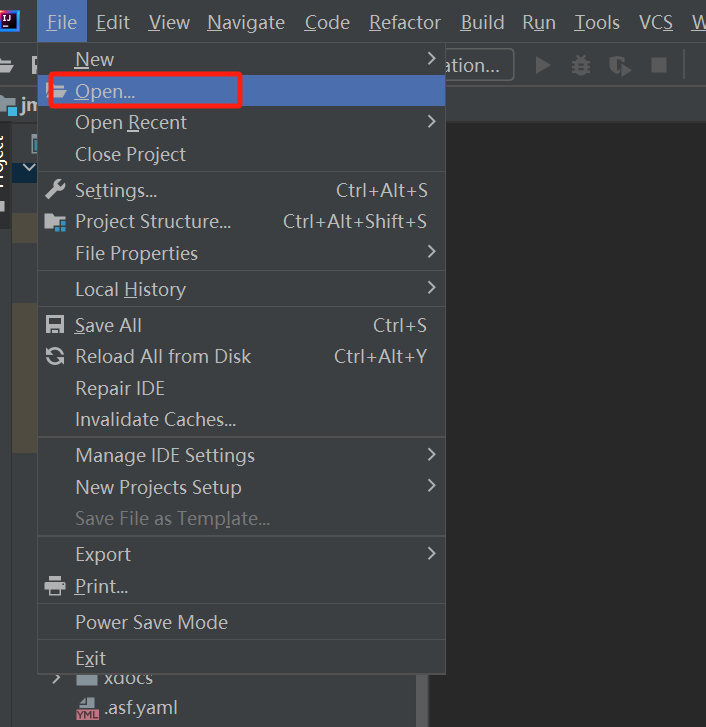 IJ File Edit View Navigate Code Refactor Build Run Tools VCS
New
ation...
Open...
jm
Open Recent
Close Project
Project
Settings... Ctrl+Alt+S
Project Structure... Ctrl+Alt+Shift+S
File Properties
Local History
Save All Ctrl+S
Reload All from Disk Ctrl+Alt+Y
Repair IDE
Invalidate Caches...
Manage IDE Settings
New Projects Setup
Save File as Template...
Export
Print...
Power Save Mode
Exit
xdocs
YML .asf.yaml